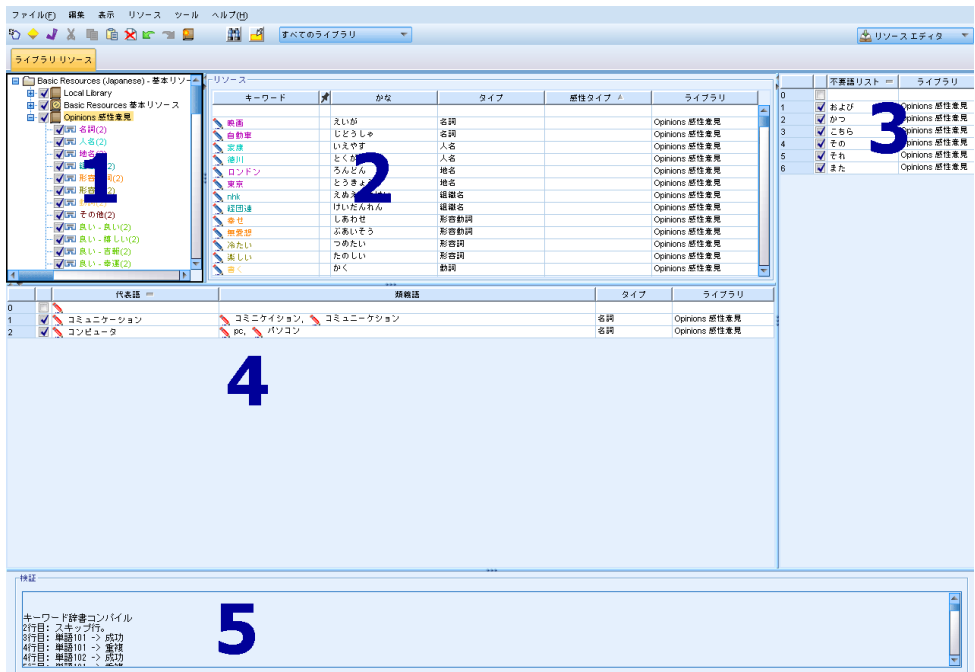 ファイル(F) 編集 表示 リソース ツール ヘルプ(H)
すべてのライブラリ
リソース エディタ
ライブラリ リソース
Basic Resources (Japanese) - 基本リソー
Local Library
Basic Resources 基本リソース
Opinions 感性意見
名詞(2)
人名(2)
地名(2)
その他(2)
良い - 良い(2)
良い - 嬉しい(2)
良い - 吉報(2)
良い - 幸運(2)
1
リソース
キーワード かな タイプ 感性タイプ ライブラリ
映画 えいが 名詞 Opinions 感性意見
自動車 じどうしゃ 名詞 Opinions 感性意見
家康 いえやす 人名 Opinions 感性意見
徳川 とくが 人名 Opinions 感性意見
ロンドン ろんどん 地名 Opinions 感性意見
東京 とうきょう 地名 Opinions 感性意見
nhk 組織名 Opinions 感性意見
経団連 けいだんれん 組織名 Opinions 感性意見
幸せ しあわせ 形容動詞 Opinions 感性意見
無愛想 ぶあいそう 形容動詞 Opinions 感性意見
冷たい つめたい 形容詞 Opinions 感性意見
楽しい たのしい 形容詞 Opinions 感性意見
書く かく 動詞 Opinions 感性意見
2
不要語リスト ライブラリ
0
1 および Opinions 感性意見
2 かつ Opinions 感性意見
3 こちら Opinions 感性意見
4 その Opinions 感性意見
5 それ Opinions 感性意見
6 また Opinions 感性意見
3
代表語 類義語 タイプ ライブラリ
0
1 コミュニケーション コミニケイション, コミュニーケション 名詞 Opinions 感性意見
2 コンピュータ pc, パソコン 名詞 Opinions 感性意見
4
検証
キーワード辞書コンパイル
2行目: スキップ行。
3行目: 単語101 -> 成功
4行目: 単語101 -> 重複
4行目: 単語102 -> 成功
5